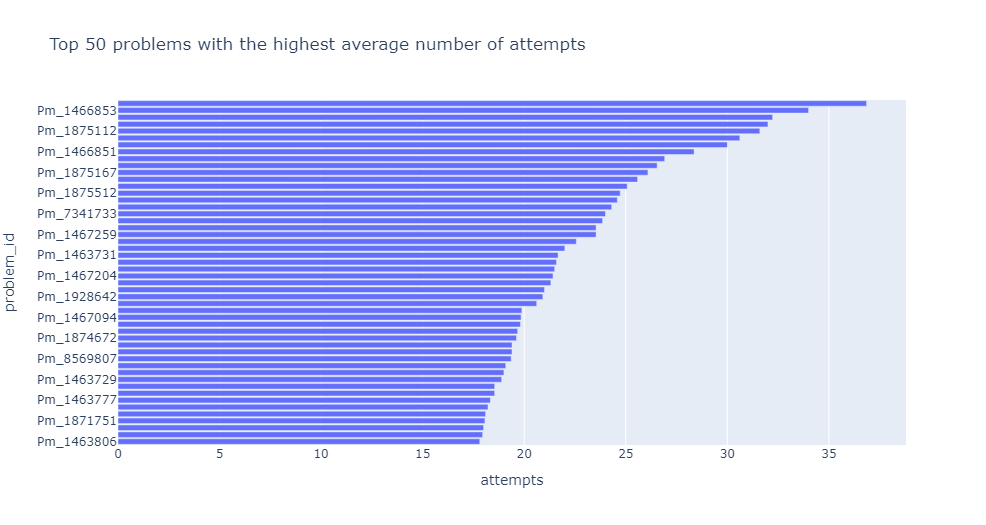 Top 50 problems with the highest average number of attempts
Pm_1466853
Pm_1875112
Pm_1466851
Pm_1875167
Pm_1875512
Pm_7341733
Pm_1467259
Pm_1463731
Pm_1467204
Pm_1928642
Pm_1467094
Pm_1874672
Pm_8569807
Pm_1463729
Pm_1463777
Pm_1871751
Pm_1463806
problem_id
0 5 10 15 20 25 30 35
attempts